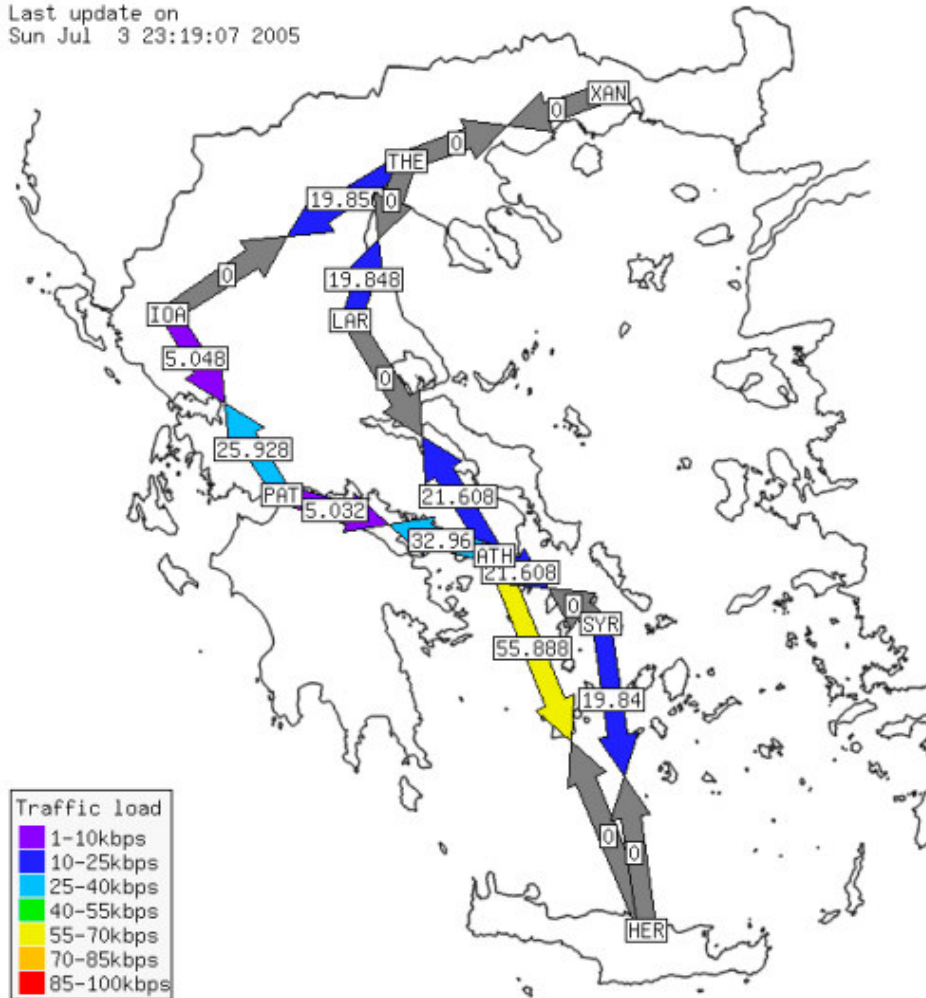 Last update on
Sun Jul  3 23:19:07 2005
XAN
0
0
THE
19.856
0
0
19.848
IOA
LAR
5.048
0
25.928
PAT
21.608
5.032
32.96
ATH
21.608
0
SYR
55.888
19.84
0
0
HER
Traffic load
1-10kbps
10-25kbps
25-40kbps
40-55kbps
55-70kbps
70-85kbps
85-100kbps